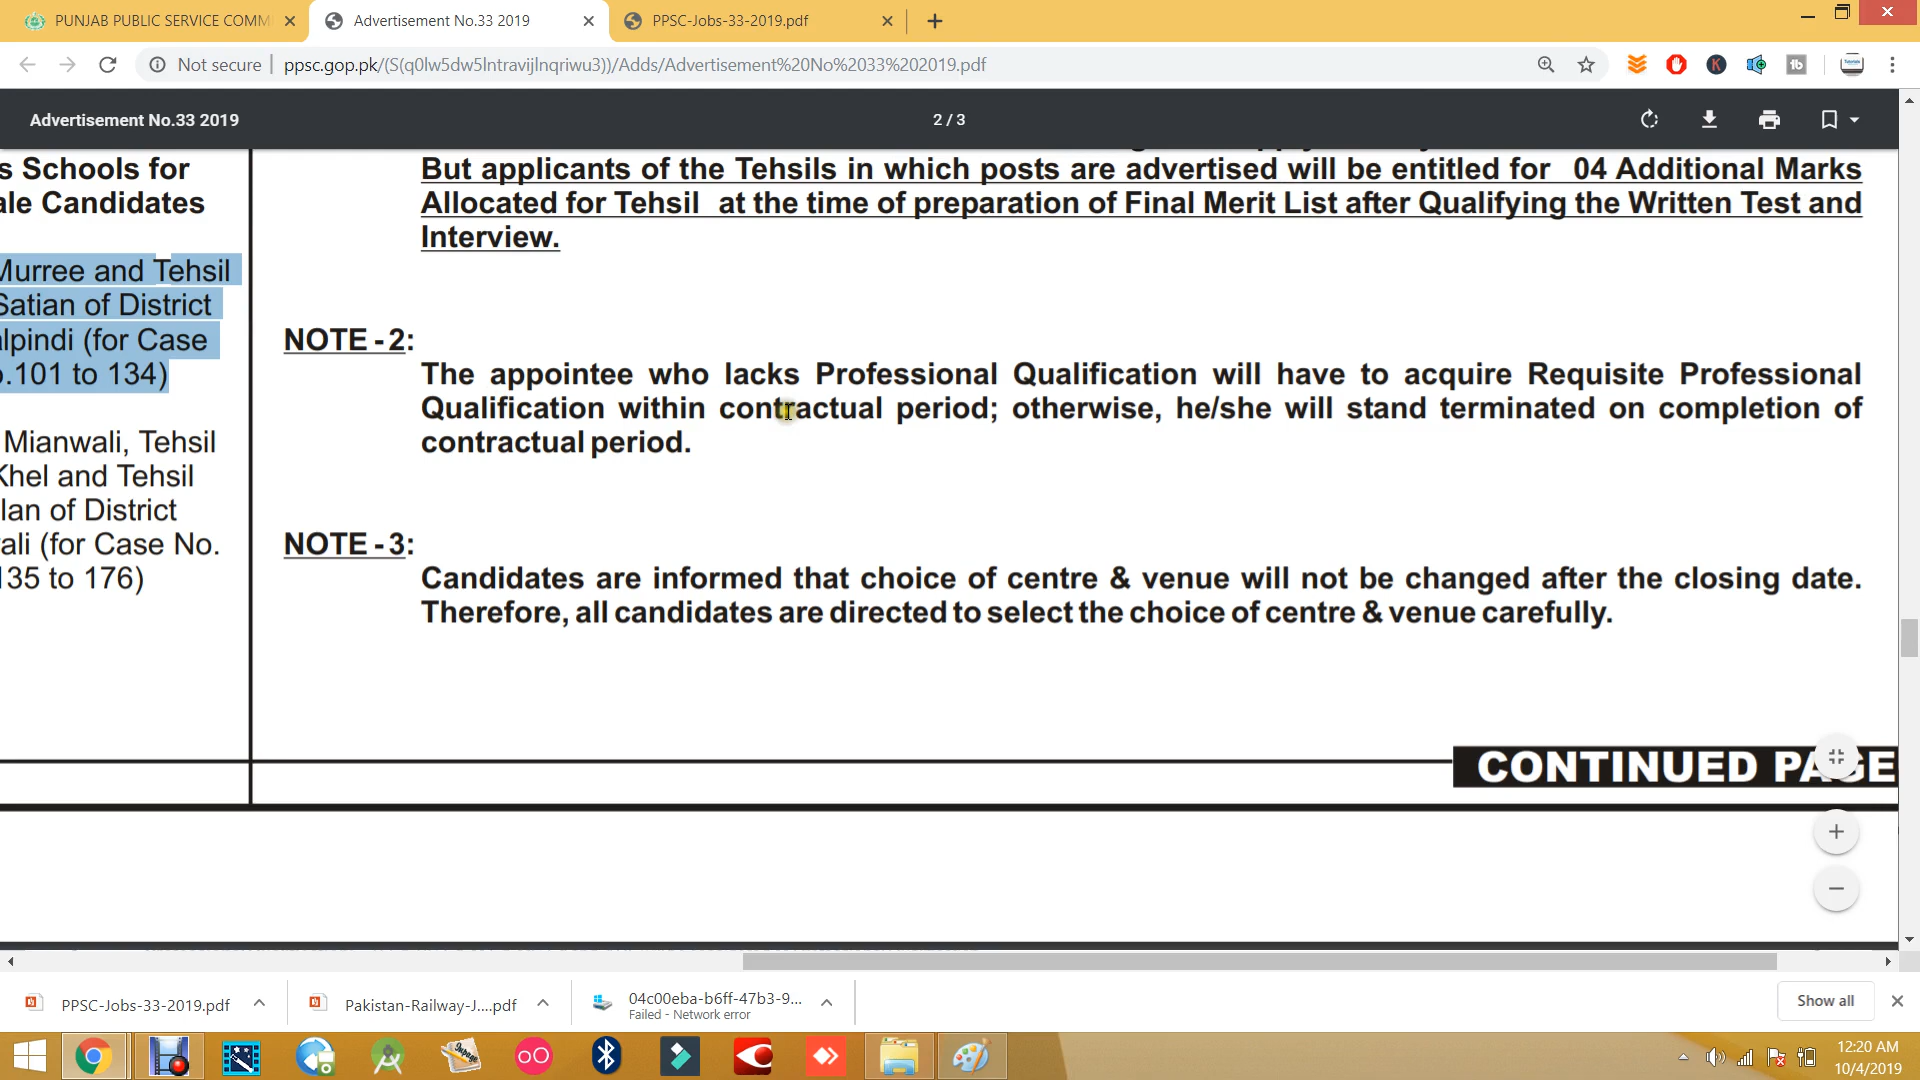 PUNJAB PUBLIC SERVICE COMM
Advertisement No.33 2019
PPSC-Jobs-33-2019.pdf
Not secure
ppsc.gop.pk/(S(q0lw5dw5lntravijlnqriwu3))/Adds/Advertisement%20No%2033%202019.pdf
Advertisement No.33 2019
2 / 3
s Schools for
ale Candidates
Murree and Tehsil
Satian of District
alpindi (for Case
o.101 to 134)
Mianwali, Tehsil
Khel and Tehsil
lan of District
ali (for Case No.
135 to 176)
But applicants of the Tehsils in which posts are advertised will be entitled for 04 Additional Marks
Allocated for Tehsil at the time of preparation of Final Merit List after Qualifying the Written Test and
Interview.
NOTE - 2:
The appointee who lacks Professional Qualification will have to acquire Requisite Professional
Qualification within contractual period; otherwise, he/she will stand terminated on completion of
contractual period.
NOTE - 3:
Candidates are informed that choice of centre & venue will not be changed after the closing date.
Therefore, all candidates are directed to select the choice of centre & venue carefully.
CONTINUED PAGE
PPSC-Jobs-33-2019.pdf
Pakistan-Railway-J....pdf
04c00eba-b6ff-47b3-9...
Failed - Network error
Show all
12:20 AM
10/4/2019